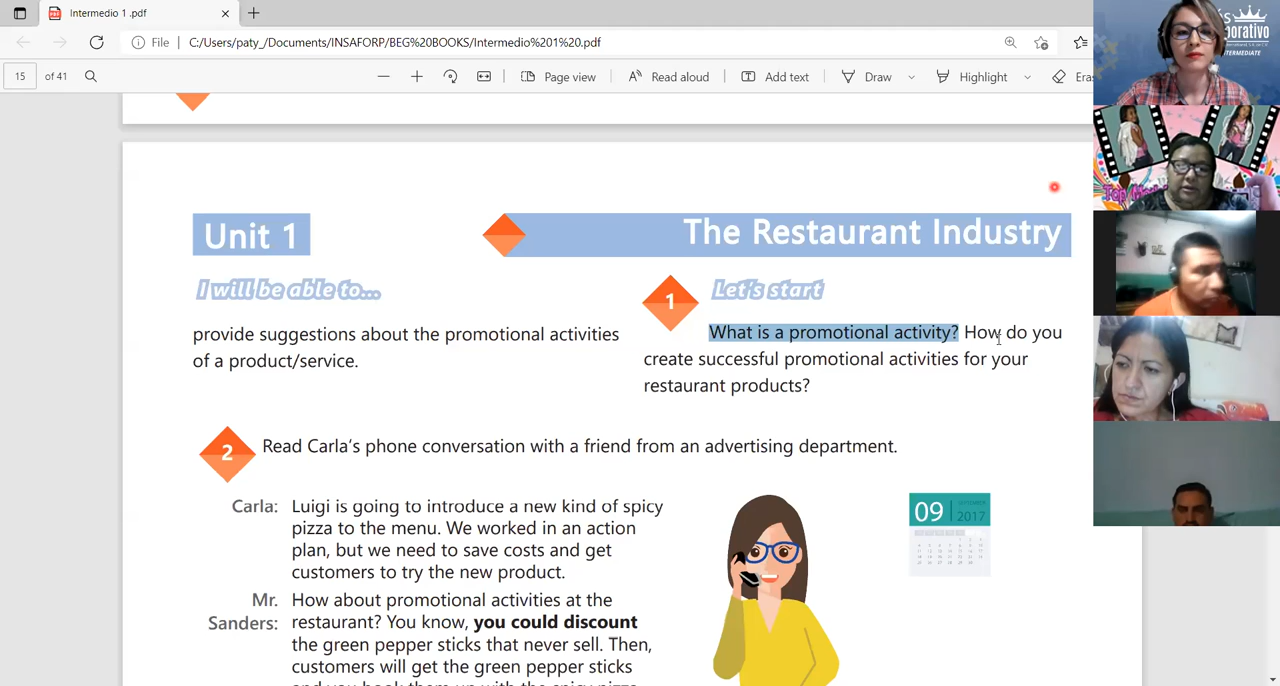 Intermedio 1 .pdf
File
C:/Users/paty_/Documents/INSAFORP/BEG%20BOOKS/Intermedio%201%20.pdf
15 of 41
Page view
Read aloud
Add text
Draw
Highlight
Unit 1
The Restaurant Industry
I will be able to...
provide suggestions about the promotional activities
of a product/service.
1
Let's start
What is a promotional activity? How do you
create successful promotional activities for your
restaurant products?
2
Read Carla's phone conversation with a friend from an advertising department.
Carla: Luigi is going to introduce a new kind of spicy
pizza to the menu. We worked in an action
plan, but we need to save costs and get
customers to try the new product.
Mr. Sanders: How about promotional activities at the
restaurant? You know, you could discount
the green pepper sticks that never sell. Then,
customers will get the green pepper sticks
09
2017